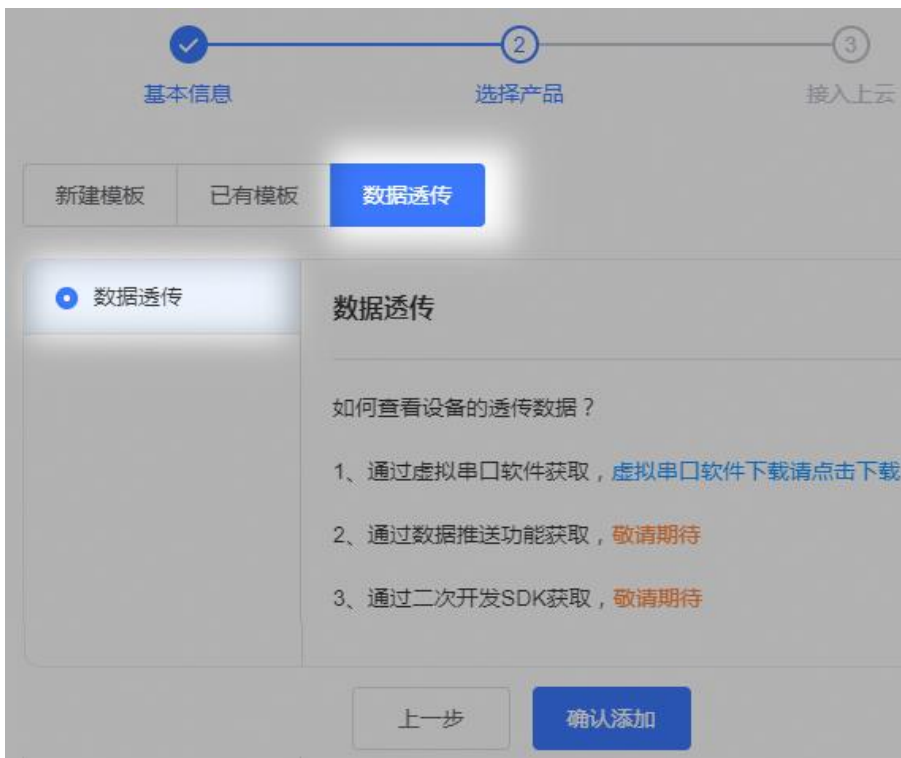 2 3
基本信息 选择产品 接入上云
新建模板 已有模板 数据透传
数据透传
数据透传
如何查看设备的透传数据？
1、通过虚拟串口软件获取，虚拟串口软件下载请点击下载
2、通过数据推送功能获取，敬请期待
3、通过二次开发SDK获取，敬请期待
上一步 确认添加